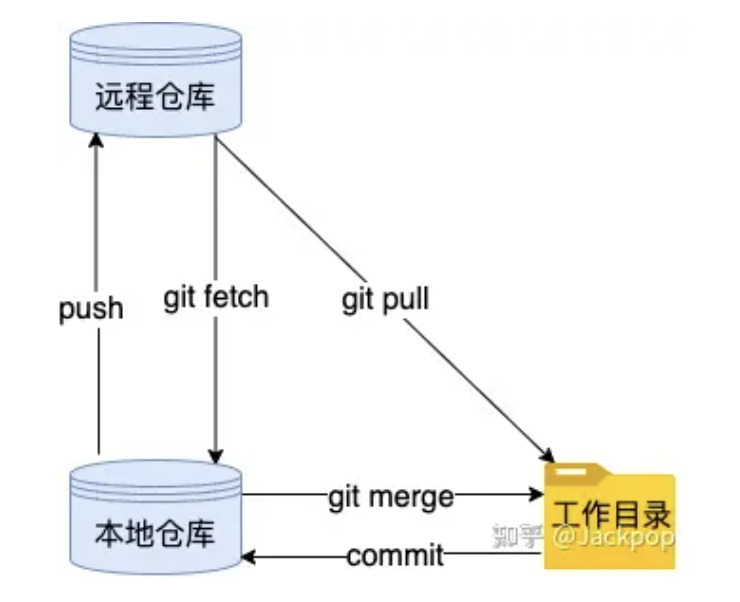 远程仓库
push
git fetch
git pull
本地仓库
git merge
工作目录
知乎 @Jackpop
commit